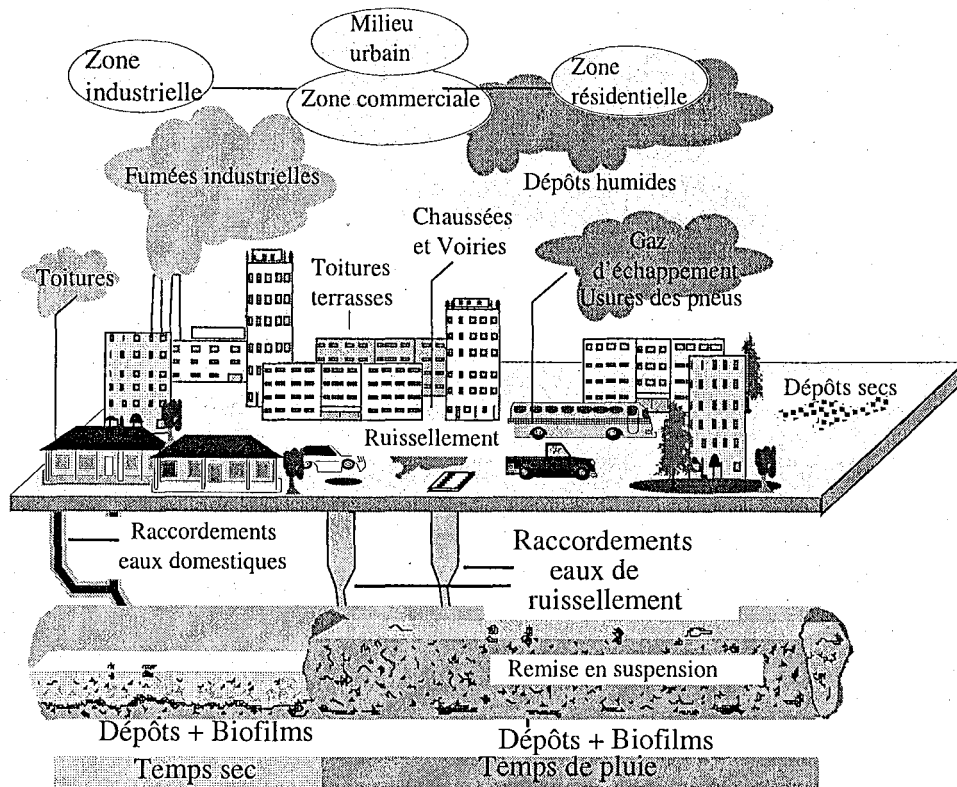 Milieu
urbain
Zone
industrielle
Zone commerciale
Zone
résidentielle
Fumées industrielles
Dépôts humides
Chaussées
et Voiries
Gaz
d'échappement
Usures des pneus
Toitures
Toitures
terrasses
Dépôts secs
Ruissellement
Raccordements
eaux domestiques
Raccordements
eaux de
ruissellement
Remise en suspension
Dépôts + Biofilms
Dépôts + Biofilms
Temps sec
Temps de pluie